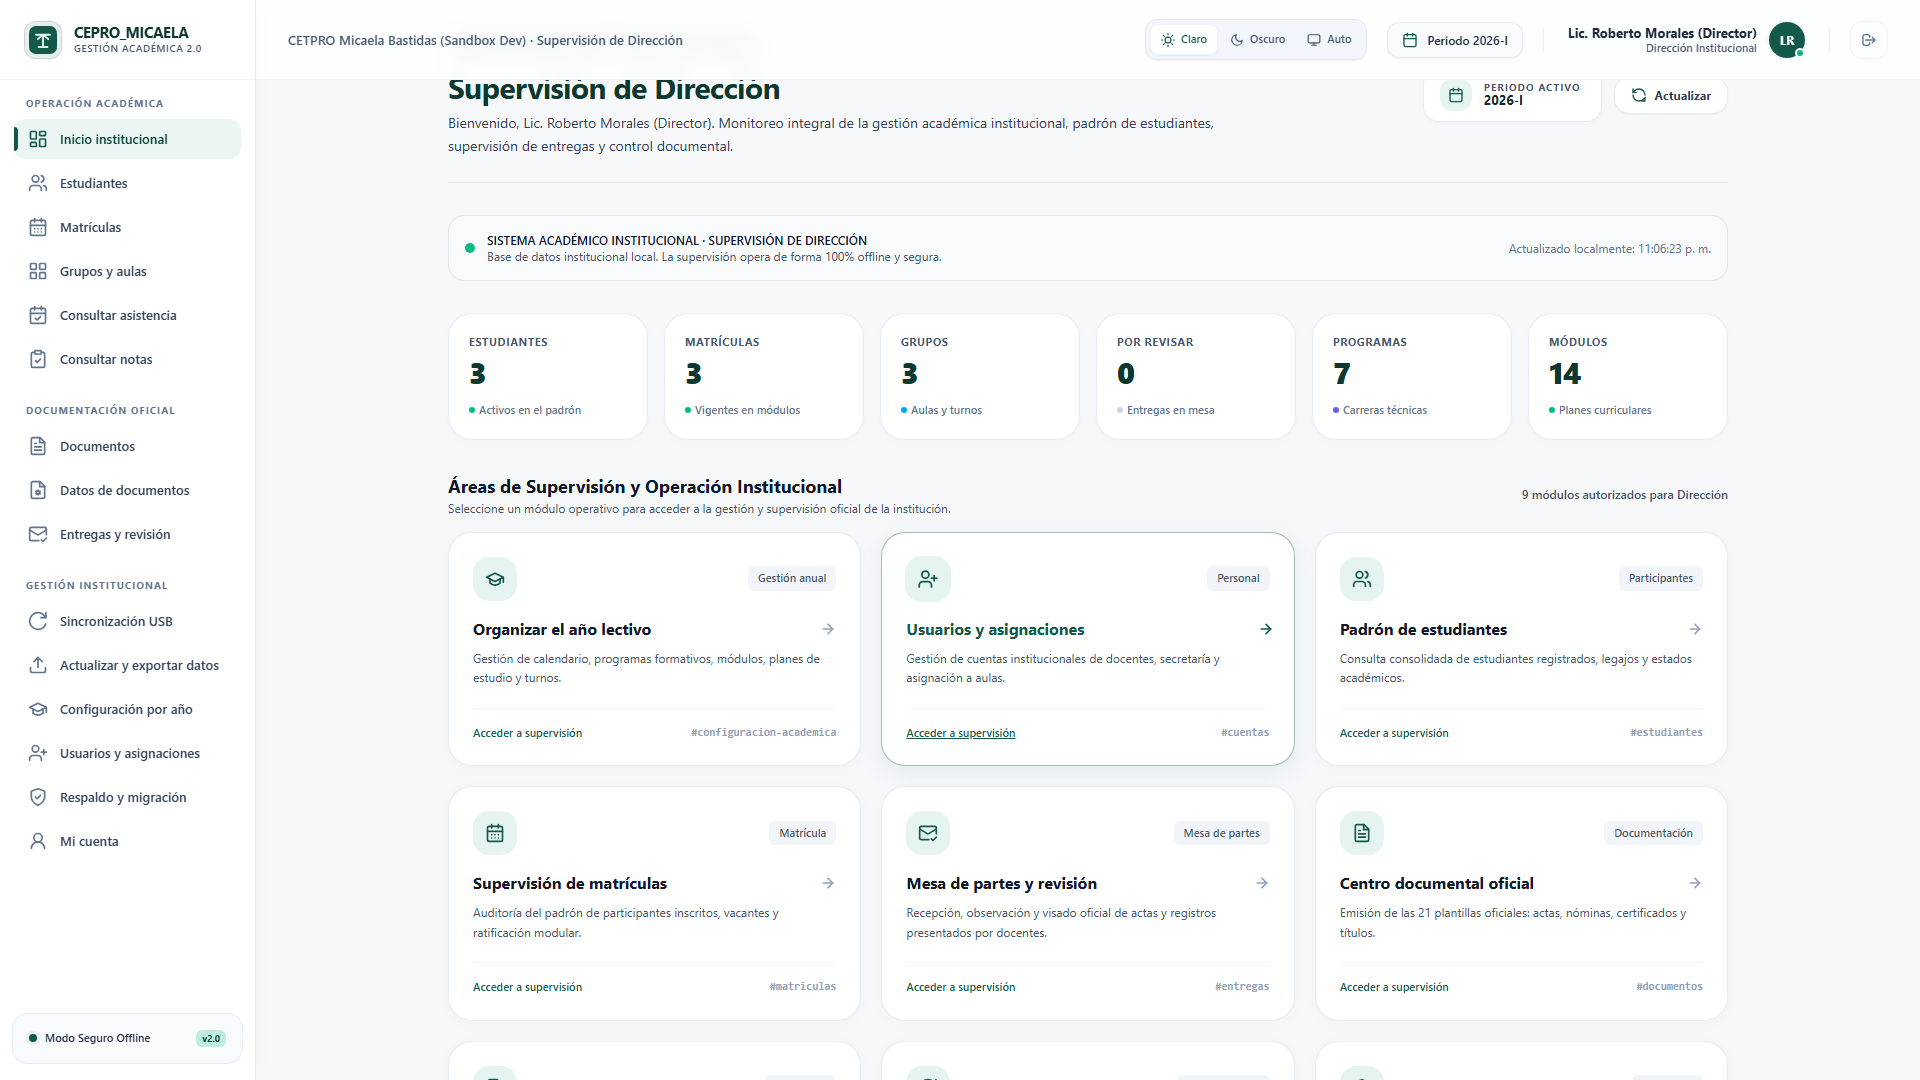 CEPRO_MICAELA
GESTIÓN ACADÉMICA 2.0
OPERACIÓN ACADÉMICA
Inicio institucional
Estudiantes
Matrículas
Grupos y aulas
Consultar asistencia
Consultar notas
DOCUMENTACIÓN OFICIAL
Documentos
Datos de documentos
Entregas y revisión
GESTIÓN INSTITUCIONAL
Sincronización USB
Actualizar y exportar datos
Configuración por año
Usuarios y asignaciones
Respaldo y migración
Mi cuenta
Modo Seguro Offline
v2.0
CETPRO Micaela Bastidas (Sandbox Dev) · Supervisión de Dirección
Claro
Oscuro
Auto
Periodo 2026-I
Lic. Roberto Morales (Director)
Dirección Institucional
LR
Supervisión de Dirección
Bienvenido, Lic. Roberto Morales (Director). Monitoreo integral de la gestión académica institucional, padrón de estudiantes,
supervisión de entregas y control documental.
PERIODO ACTIVO
2026-I
Actualizar
SISTEMA ACADÉMICO INSTITUCIONAL · SUPERVISIÓN DE DIRECCIÓN
Base de datos institucional local. La supervisión opera de forma 100% offline y segura.
Actualizado localmente: 11:06:23 p. m.
ESTUDIANTES
3
Activos en el padrón
MATRÍCULAS
3
Vigentes en módulos
GRUPOS
3
Aulas y turnos
POR REVISAR
0
Entregas en mesa
PROGRAMAS
7
Carreras técnicas
MÓDULOS
14
Planes curriculares
Áreas de Supervisión y Operación Institucional
Seleccione un módulo operativo para acceder a la gestión y supervisión oficial de la institución.
9 módulos autorizados para Dirección
Gestión anual
Organizar el año lectivo
Gestión de calendario, programas formativos, módulos, planes de
estudio y turnos.
Acceder a supervisión
#configuracion-academica
Personal
Usuarios y asignaciones
Gestión de cuentas institucionales de docentes, secretaría y
asignación a aulas.
Acceder a supervisión
#cuentas
Participantes
Padrón de estudiantes
Consulta consolidada de estudiantes registrados, legajos y estados
académicos.
Acceder a supervisión
#estudiantes
Matrícula
Supervisión de matrículas
Auditoría del padrón de participantes inscritos, vacantes y
ratificación modular.
Acceder a supervisión
#matriculas
Mesa de partes
Mesa de partes y revisión
Recepción, observación y visado oficial de actas y registros
presentados por docentes.
Acceder a supervisión
#entregas
Documentación
Centro documental oficial
Emisión de las 21 plantillas oficiales: actas, nóminas, certificados y
títulos.
Acceder a supervisión
#documentos